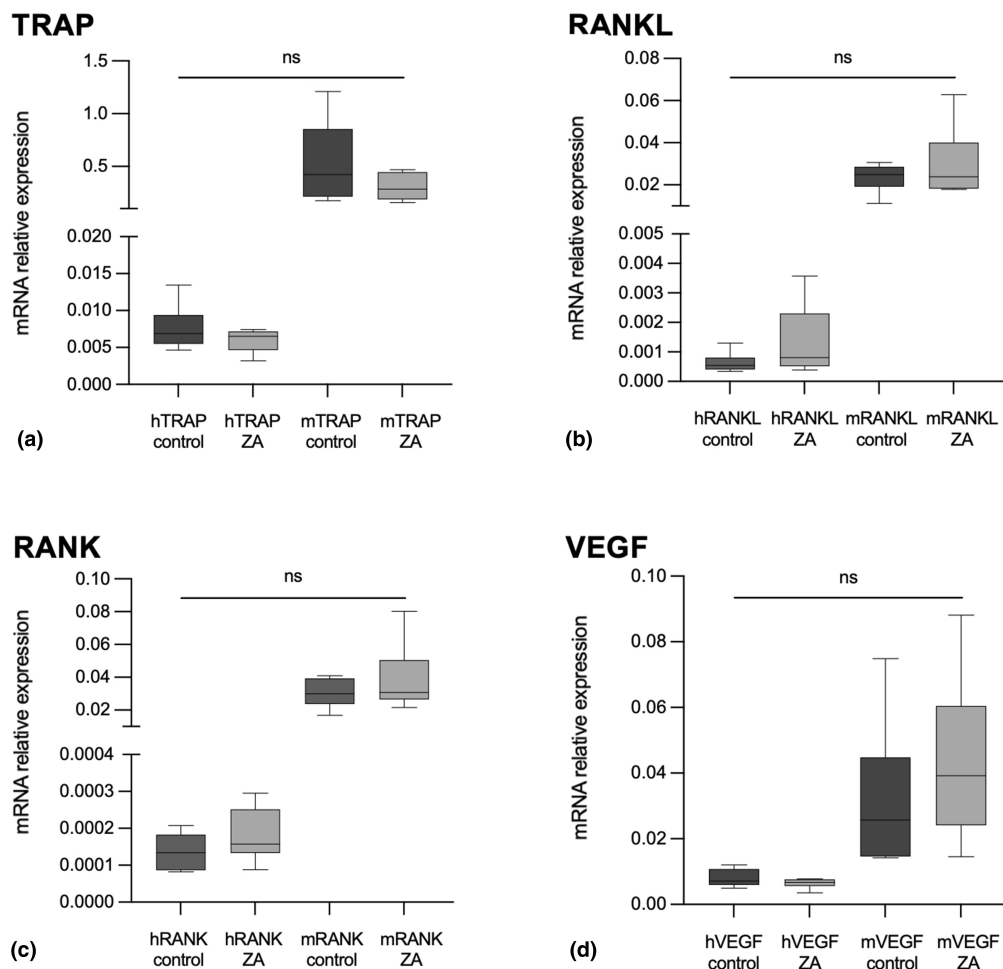 TRAP
ns
mRNA relative expression
1.5
1.0
0.5
0.020
0.015
0.010
0.005
0.000
hTRAP control
hTRAP ZA
mTRAP control
mTRAP ZA
(a)
RANKL
ns
mRNA relative expression
0.08
0.06
0.04
0.02
0.005
0.004
0.003
0.002
0.001
0.000
hRANKL control
hRANKL ZA
mRANKL control
mRANKL ZA
(b)
RANK
ns
mRNA relative expression
0.10
0.08
0.06
0.04
0.02
0.0004
0.0003
0.0002
0.0001
0.0000
hRANK control
hRANK ZA
mRANK control
mRANK ZA
(c)
VEGF
ns
mRNA relative expression
0.10
0.08
0.06
0.04
0.02
0.00
hVEGF control
hVEGF ZA
mVEGF control
mVEGF ZA
(d)